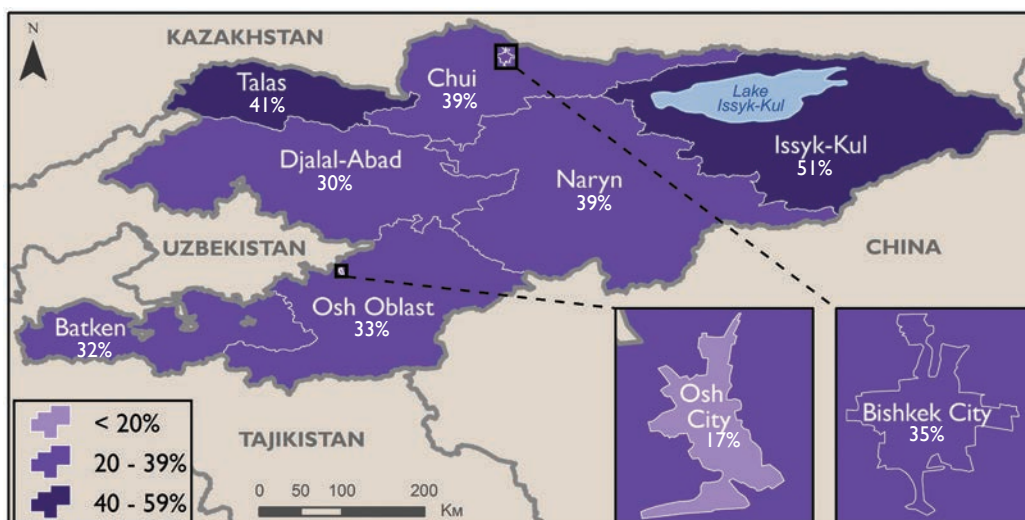 N
KAZAKHSTAN
Talas
41%
Chui
39%
Lake
Issyk-Kul
Issyk-Kul
51%
Djalal-Abad
30%
Naryn
39%
UZBEKISTAN
CHINA
Osh Oblast
33%
Batken
32%
Osh
City
17%
Bishkek City
35%
< 20%
20 - 39%
40 - 59%
TAJIKISTAN
0 50 100 200
KM